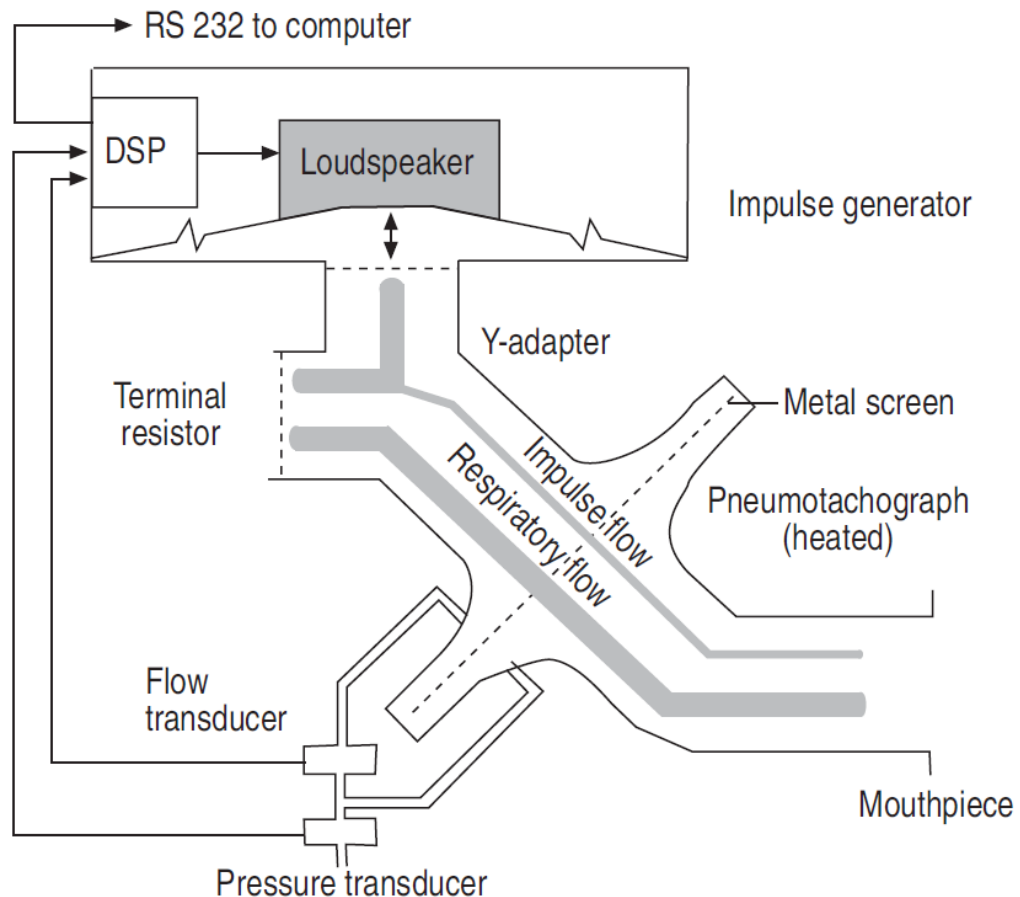 RS 232 to computer
DSP
Loudspeaker
Impulse generator
Y-adapter
Terminal
resistor
Metal screen
Impulse flow
Respiratory flow
Pneumotachograph
(heated)
Flow
transducer
Mouthpiece
Pressure transducer